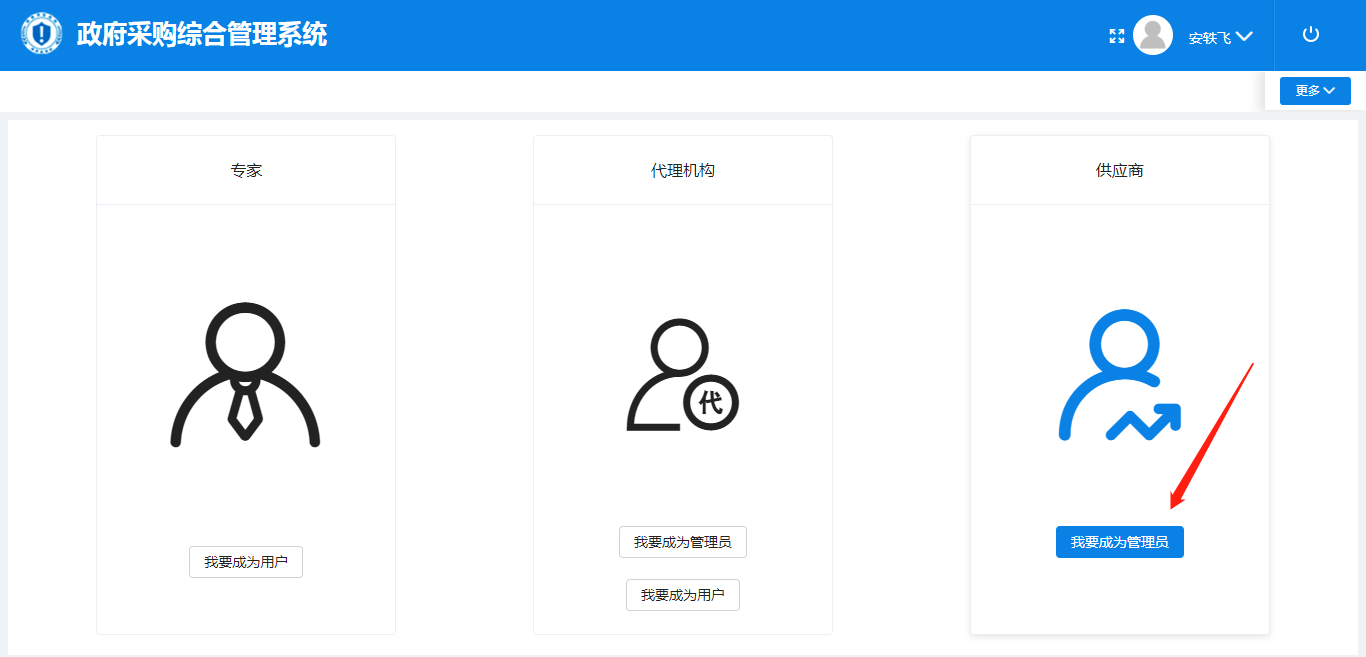 政府采购综合管理系统
安轶飞
更多
专家
我要成为用户
代理机构
代
我要成为管理员
我要成为用户
供应商
我要成为管理员